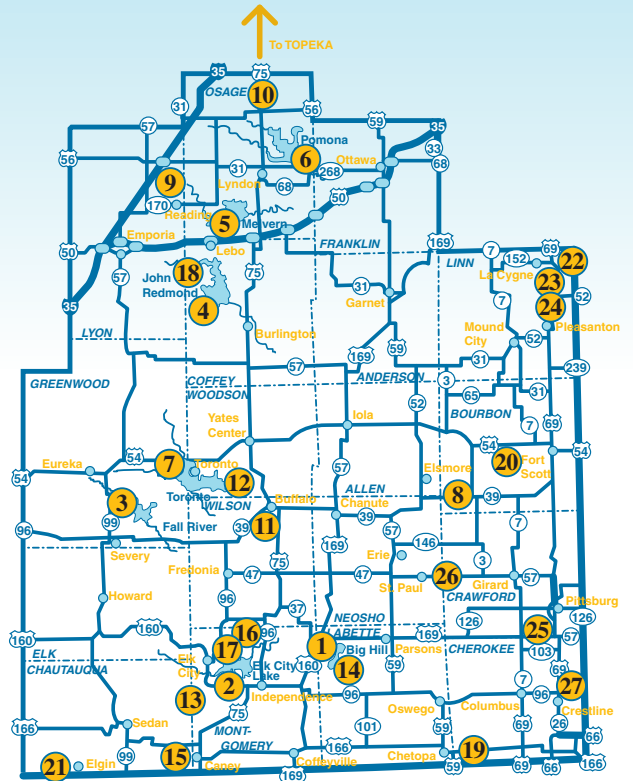 To TOPEKA
35
75
OSAGE
10
31
56
57
59
35
Pomona
33
56
6
Ottawa
68
31
268
9
Lyndon
68
50
170
Reading
5
Melvern
Emporia
169
50
Lebo
FRANKLIN
7
69
152
22
LINN
57
18
75
La Cygne
John
Redmond
31
23
52
4
Garnet
7
24
35
Pleasanton
Burlington
Mound
City
52
LYON
59
169
31
57
239
GREENWOOD
COFFEY
ANDERSON
3
WOODSON
52
65
31
BOURBON
Yates
Center
Iola
7
69
54
54
54
Eureka
7
Toronto
57
Elsmore
20
Fort
Scott
54
12
ALLEN
Toronto
WILSON
8
39
3
Buffalo
Chanute
99
Fall River
39
11
39
7
96
57
169
146
Severy
Erie
75
3
Fredonia
47
47
St. Paul
26
Girard
57
CRAWFORD
96
Howard
37
Pittsburg
NEOSHO
126
126
160
16
96
1
LABETTE
169
25
57
160
17
Big Hill
Parsons
CHEROKEE
103
ELK
Elk
City
Elk City
Lake
160
14
59
69
CHAUTAUQUA
2
27
13
Independence
96
7
96
75
Oswego
Columbus
Crestline
Sedan
101
59
69
26
166
MONT-
GOMERY
66
99
15
166
Chetopa
19
21
Elgin
Caney
Coffeyville
59
69
66
166
169